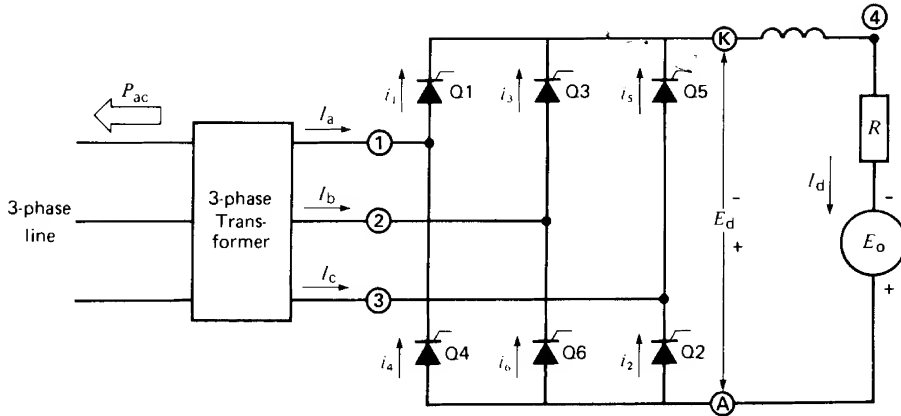 4
K
P_ac
i_1
Q1
i_3
Q3
i_5
Q5
R
I_a
1
3-phase
line
3-phase
Trans-
former
I_b
2
I_d
-
E_d
+
-
E_o
+
I_c
3
i_4
Q4
i_6
Q6
i_2
Q2
A